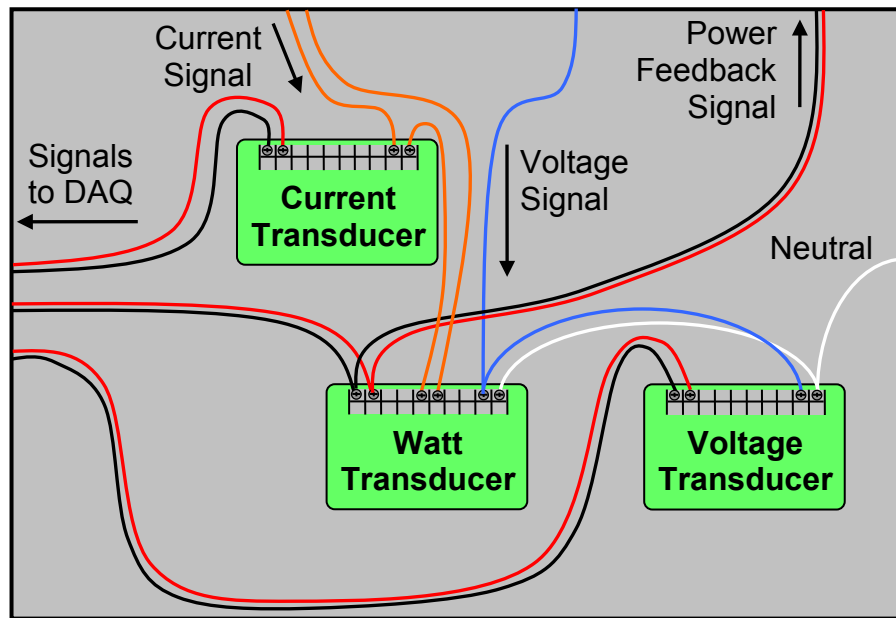 Current
Signal
Power
Feedback
Signal
Signals
to DAQ
Voltage
Signal
Current
Transducer
Neutral
Watt
Transducer
Voltage
Transducer